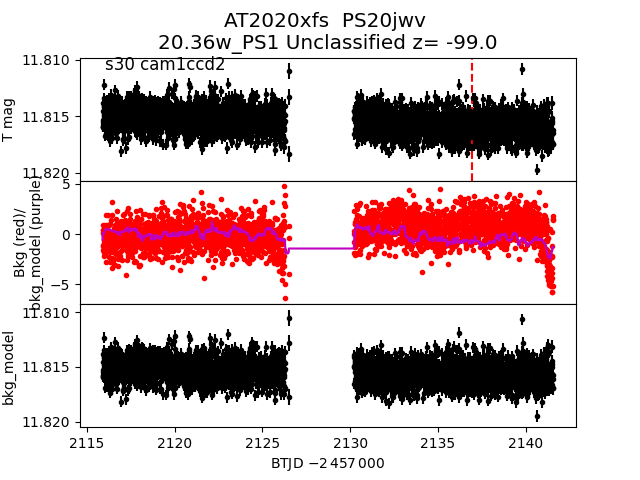 AT2020xfs PS20jwv
20.36w_PS1 Unclassified z= -99.0
s30 cam1ccd2
T mag
11.810
11.815
11.820
Bkg (red)/
bkg_model (purple)
5
0
−5
bkg_model
11.810
11.815
11.820
2115
2120
2125
2130
2135
2140
BTJD −2 457 000